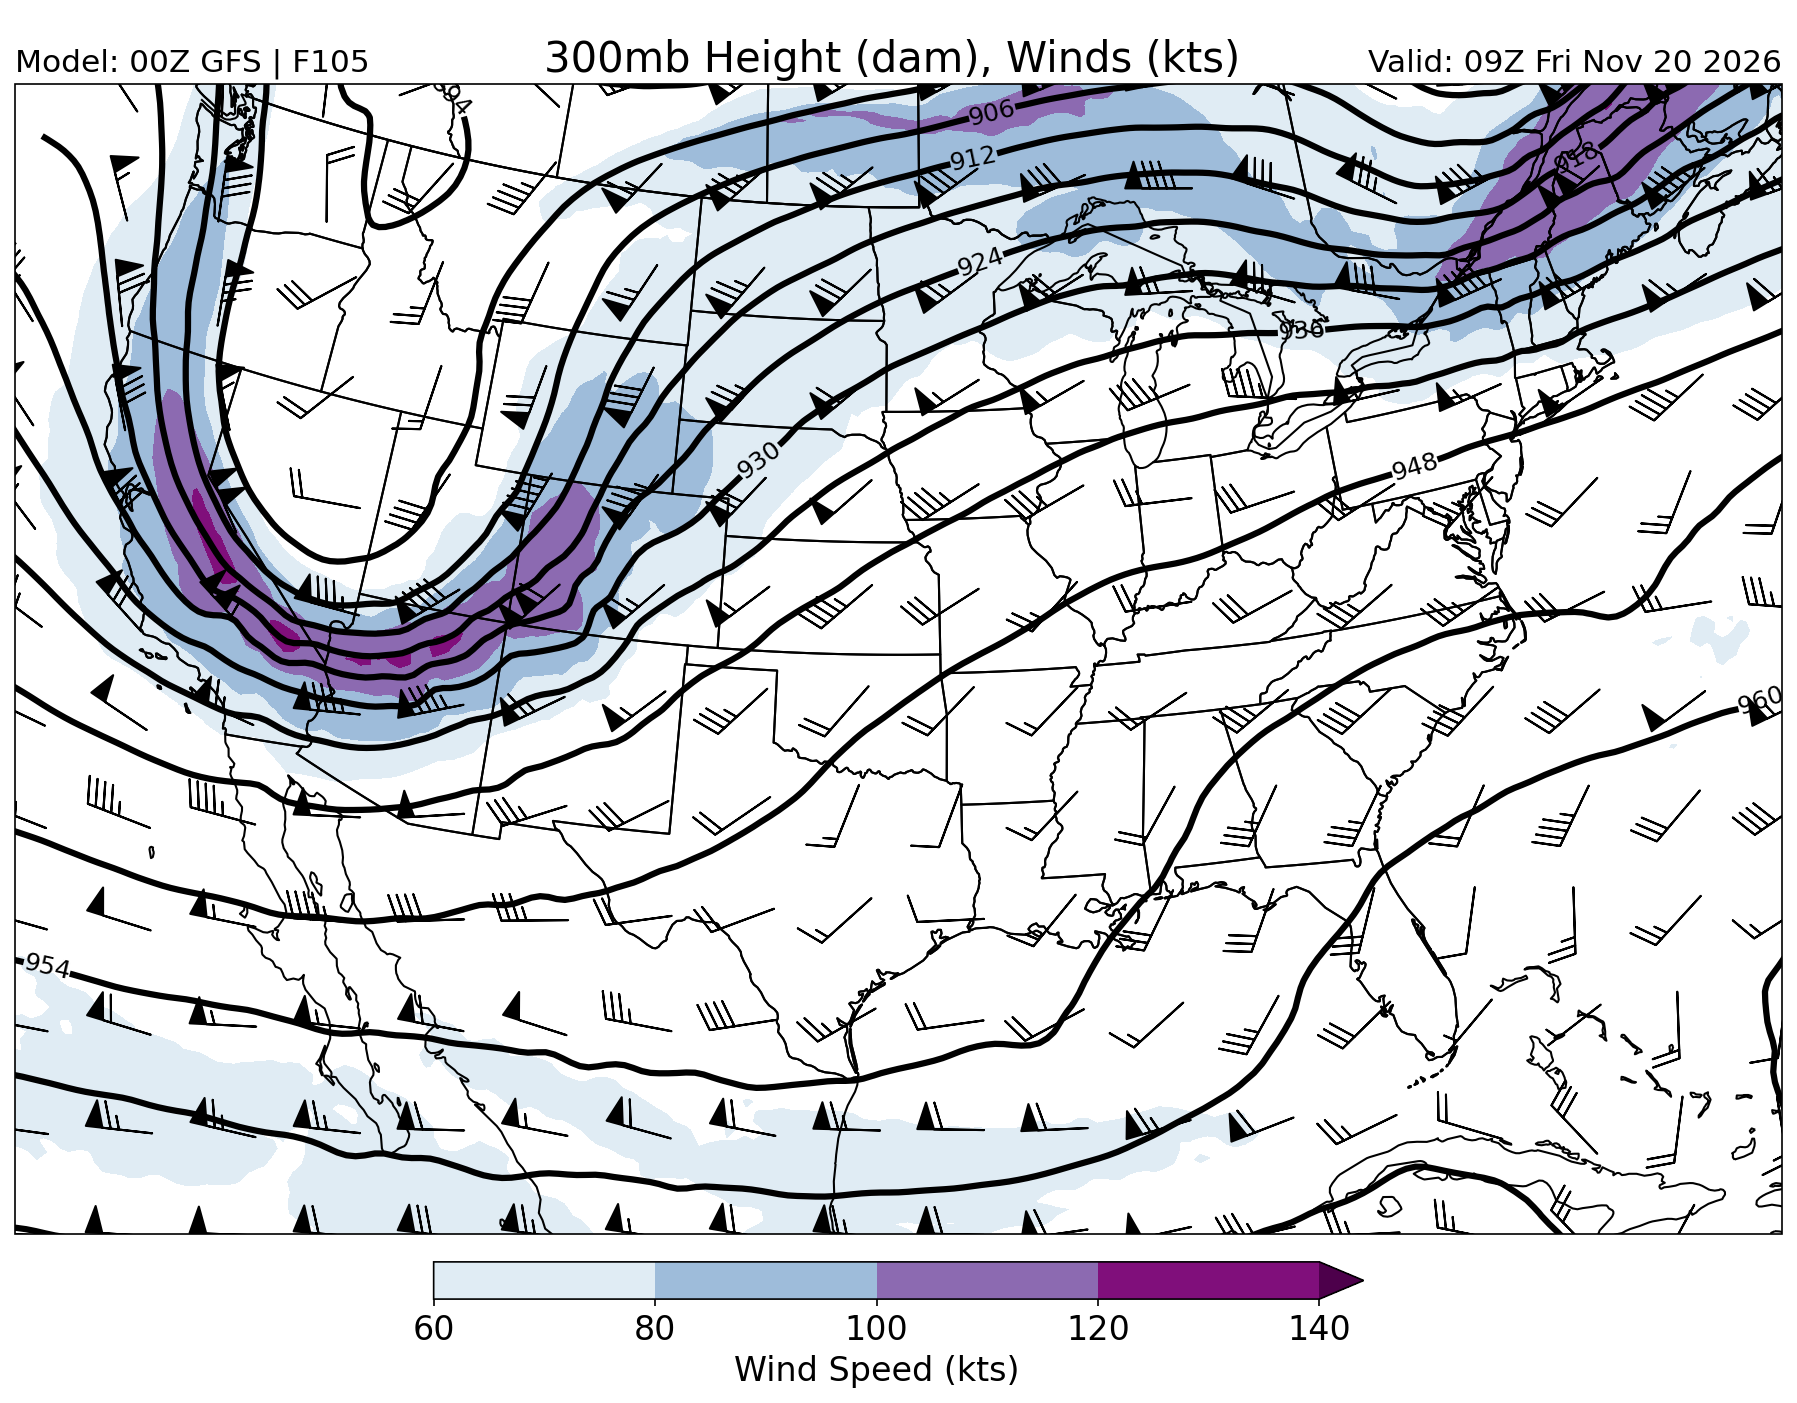 Model: 00Z GFS | F105
300mb Height (dam), Winds (kts)
Valid: 09Z Fri Nov 20 2026
906
912
918
924
936
930
948
960
954
60 80 100 120 140
Wind Speed (kts)